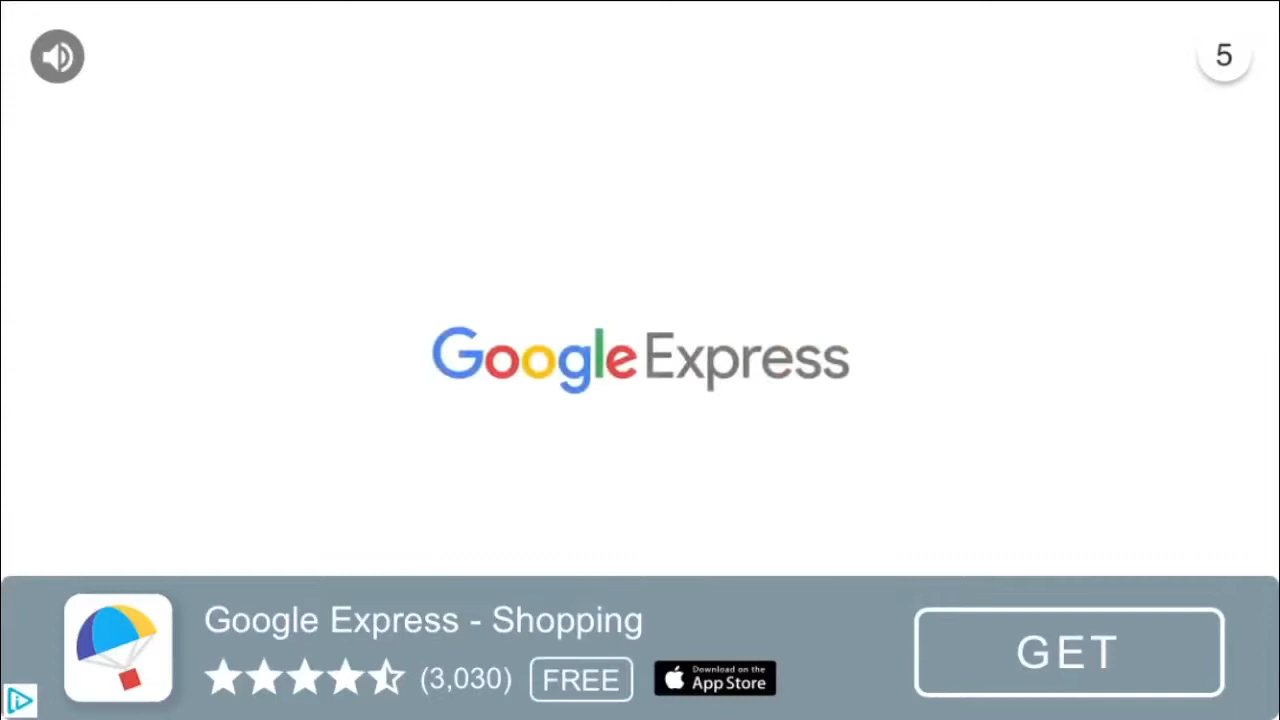 5
Google Express
Google Express - Shopping
(3,030) FREE Download on the App Store
GET